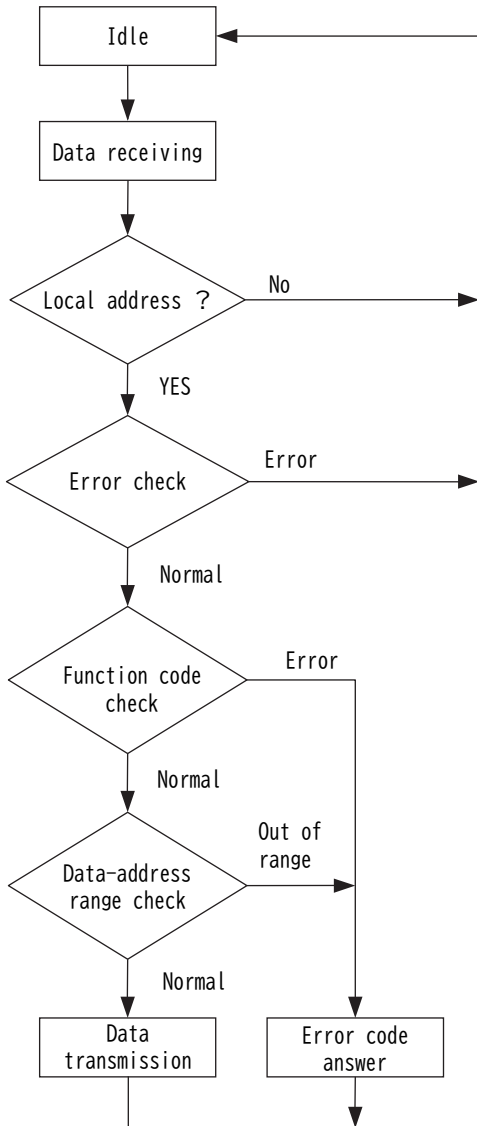 Idle
Data receiving
Local address ?
No
YES
Error check
Error
Normal
Function code
check
Error
Normal
Data-address
range check
Out of
range
Normal
Data
transmission
Error code
answer